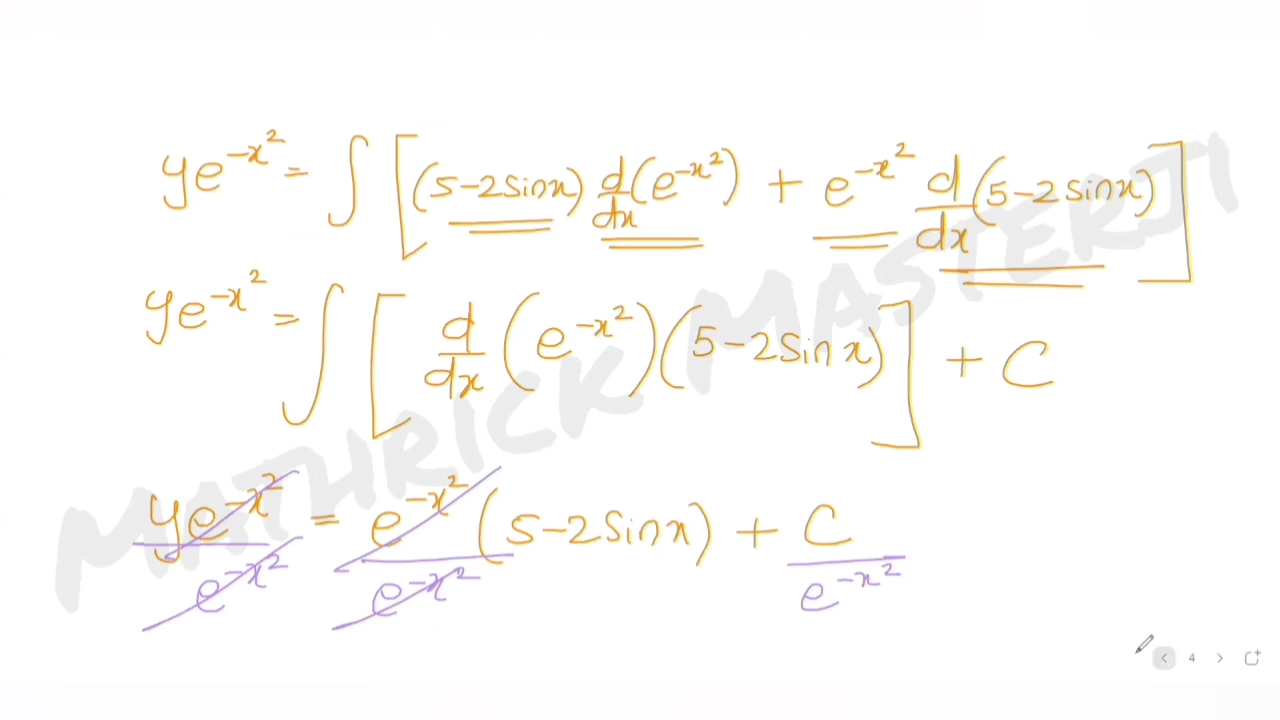 ye^{-x^2} = ∫ [(5-2sinx) d/dx (e^{-x^2}) + e^{-x^2} d/dx (5-2sinx)]
ye^{-x^2} = ∫ [d/dx (e^{-x^2})(5-2sinx)] + C
ye^{-x^2}/e^{-x^2} = e^{-x^2}/e^{-x^2} (5-2sinx) + C/e^{-x^2}
MATHRICK MASTERJI
< 4 >